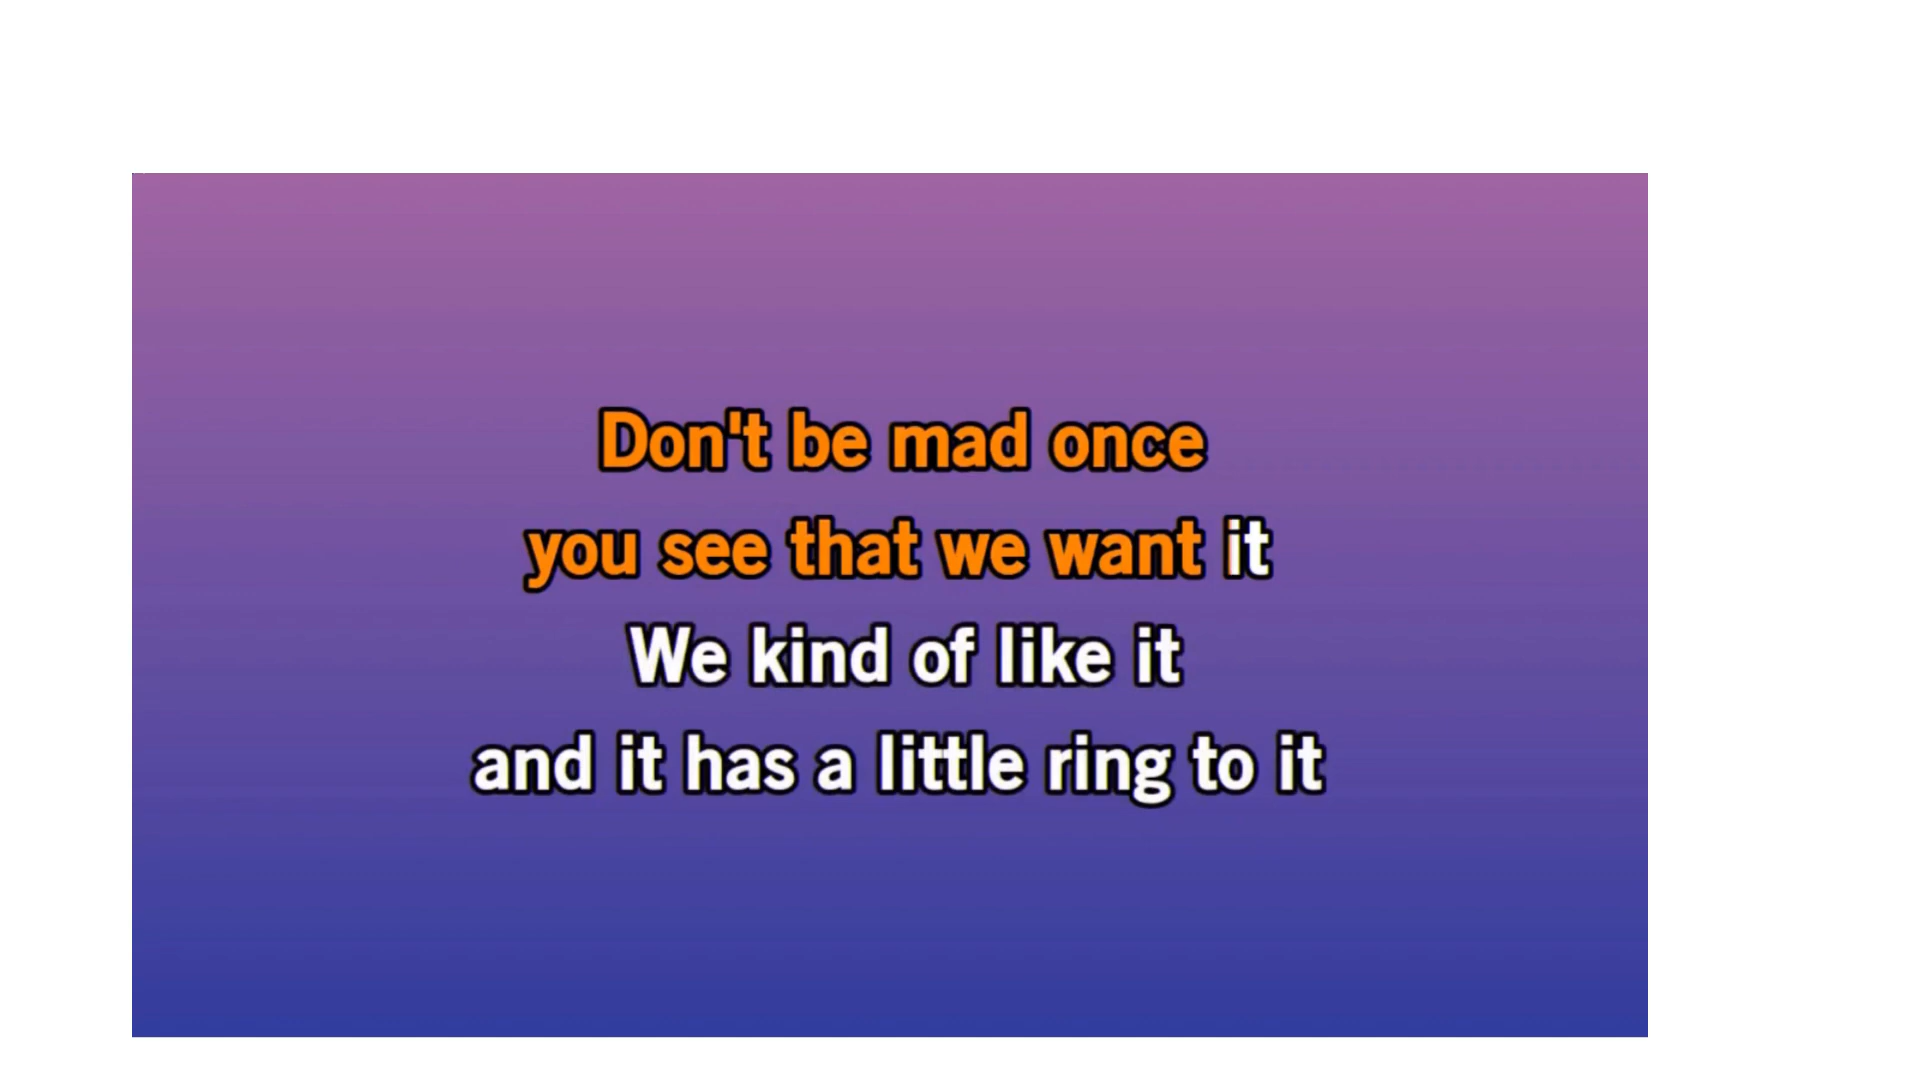 Don't be mad once
you see that we want it
We kind of like it
and it has a little ring to it